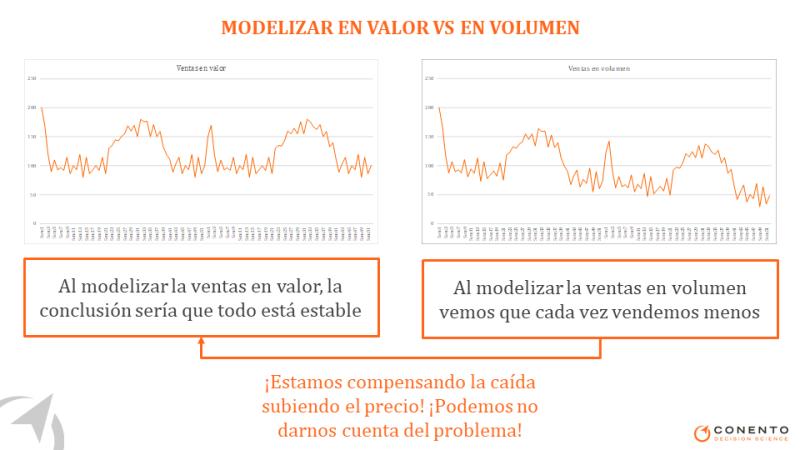 MODELIZAR EN VALOR VS EN VOLUMEN
Ventas en valor
250
200
150
100
50
0
Ventas en volumen
250
200
150
100
50
0
Al modelizar la ventas en valor, la
conclusión sería que todo está estable
Al modelizar la ventas en volumen
vemos que cada vez vendemos menos
¡Estamos compensando la caída
subiendo el precio! ¡Podemos no
darnos cuenta del problema!
CONENTO
DECISION SCIENCE